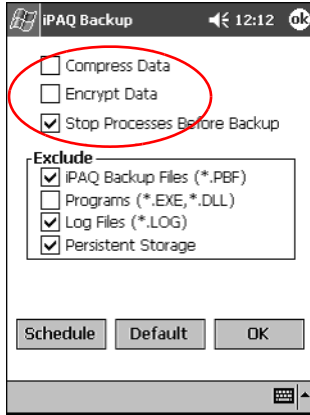 iPAQ Backup 12:12 ok
Compress Data
Encrypt Data
Stop Processes Before Backup
Exclude
iPAQ Backup Files (*.PBF)
Programs (*.EXE,*.DLL)
Log Files (*.LOG)
Persistent Storage
Schedule Default OK